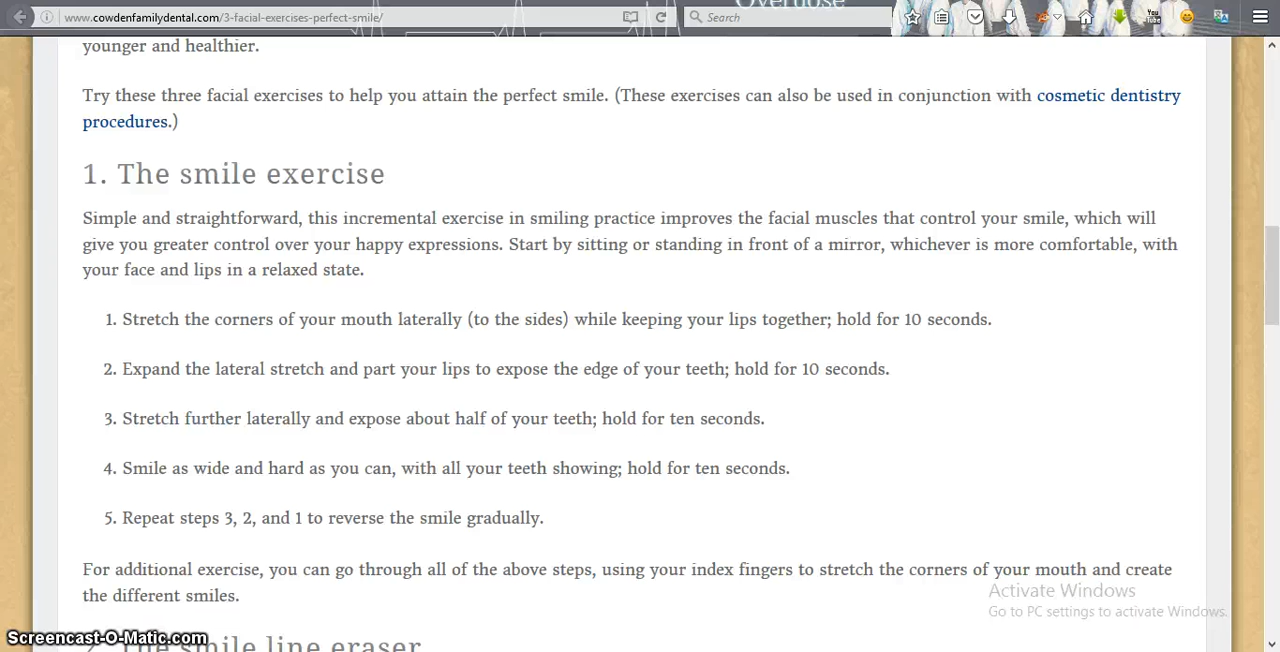 Overdose
www.cowdenfamilydental.com/3-facial-exercises-perfect-smile/
Search
You
Tube
younger and healthier.
Try these three facial exercises to help you attain the perfect smile. (These exercises can also be used in conjunction with cosmetic dentistry
procedures.)
1. The smile exercise
Simple and straightforward, this incremental exercise in smiling practice improves the facial muscles that control your smile, which will
give you greater control over your happy expressions. Start by sitting or standing in front of a mirror, whichever is more comfortable, with
your face and lips in a relaxed state.
1. Stretch the corners of your mouth laterally (to the sides) while keeping your lips together; hold for 10 seconds.
2. Expand the lateral stretch and part your lips to expose the edge of your teeth; hold for 10 seconds.
3. Stretch further laterally and expose about half of your teeth; hold for ten seconds.
4. Smile as wide and hard as you can, with all your teeth showing; hold for ten seconds.
5. Repeat steps 3, 2, and 1 to reverse the smile gradually.
For additional exercise, you can go through all of the above steps, using your index fingers to stretch the corners of your mouth and create
the different smiles.
Activate Windows
Go to PC settings to activate Windows.
Screencast-O-Matic.com
2. The smile line eraser